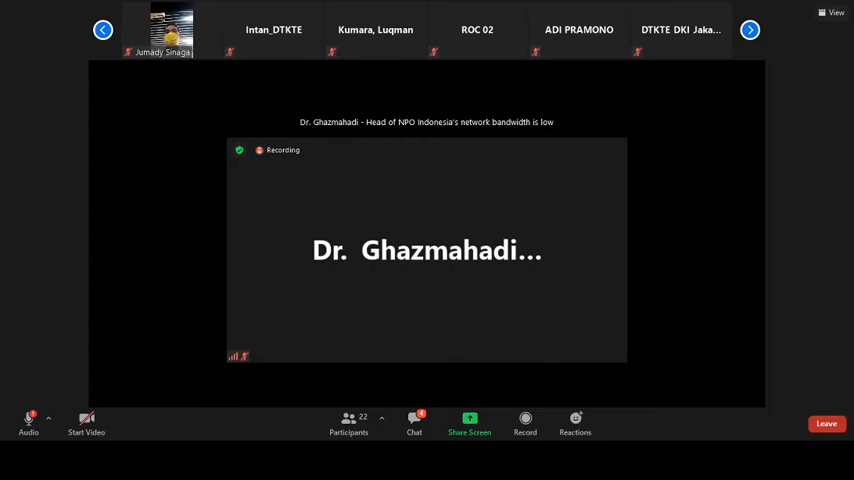 View
Jumady Sinaga
Intan_DTKTE
Kumara, Luqman
ROC 02
ADI PRAMONO
DTKTE DKI Jaka...
Dr. Ghazmahadi - Head of NPO Indonesia's network bandwidth is low
Recording
Dr. Ghazmahadi...
22
4
Audio
Start Video
Participants
Chat
Share Screen
Record
Reactions
Leave